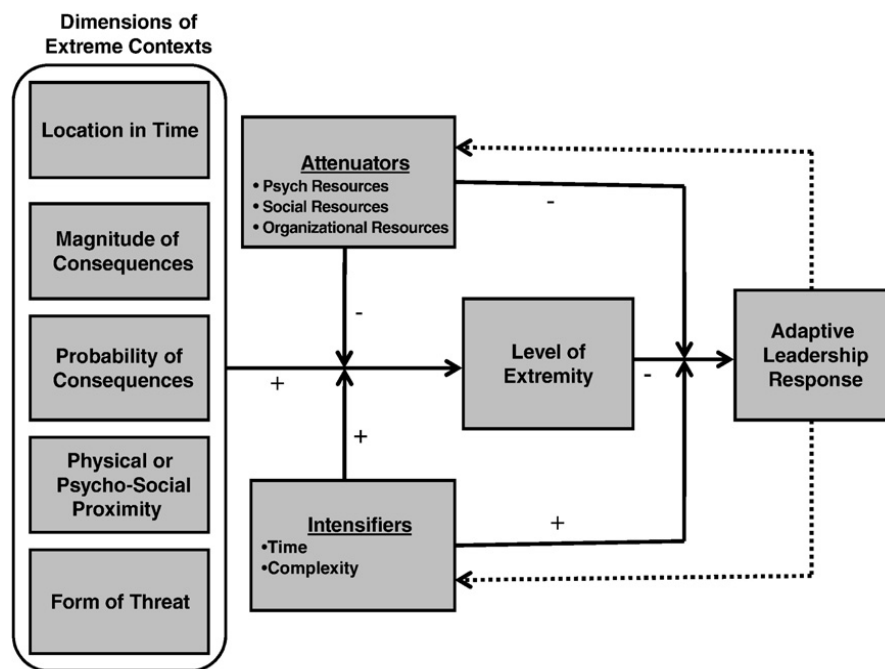 Dimensions of
Extreme Contexts
Location in Time
Magnitude of
Consequences
Probability of
Consequences
Physical or
Psycho-Social
Proximity
Form of Threat
Attenuators
• Psych Resources
• Social Resources
• Organizational Resources
-
-
+
Level of
Extremity
-
Adaptive
Leadership
Response
+
Intensifiers
•Time
•Complexity
+